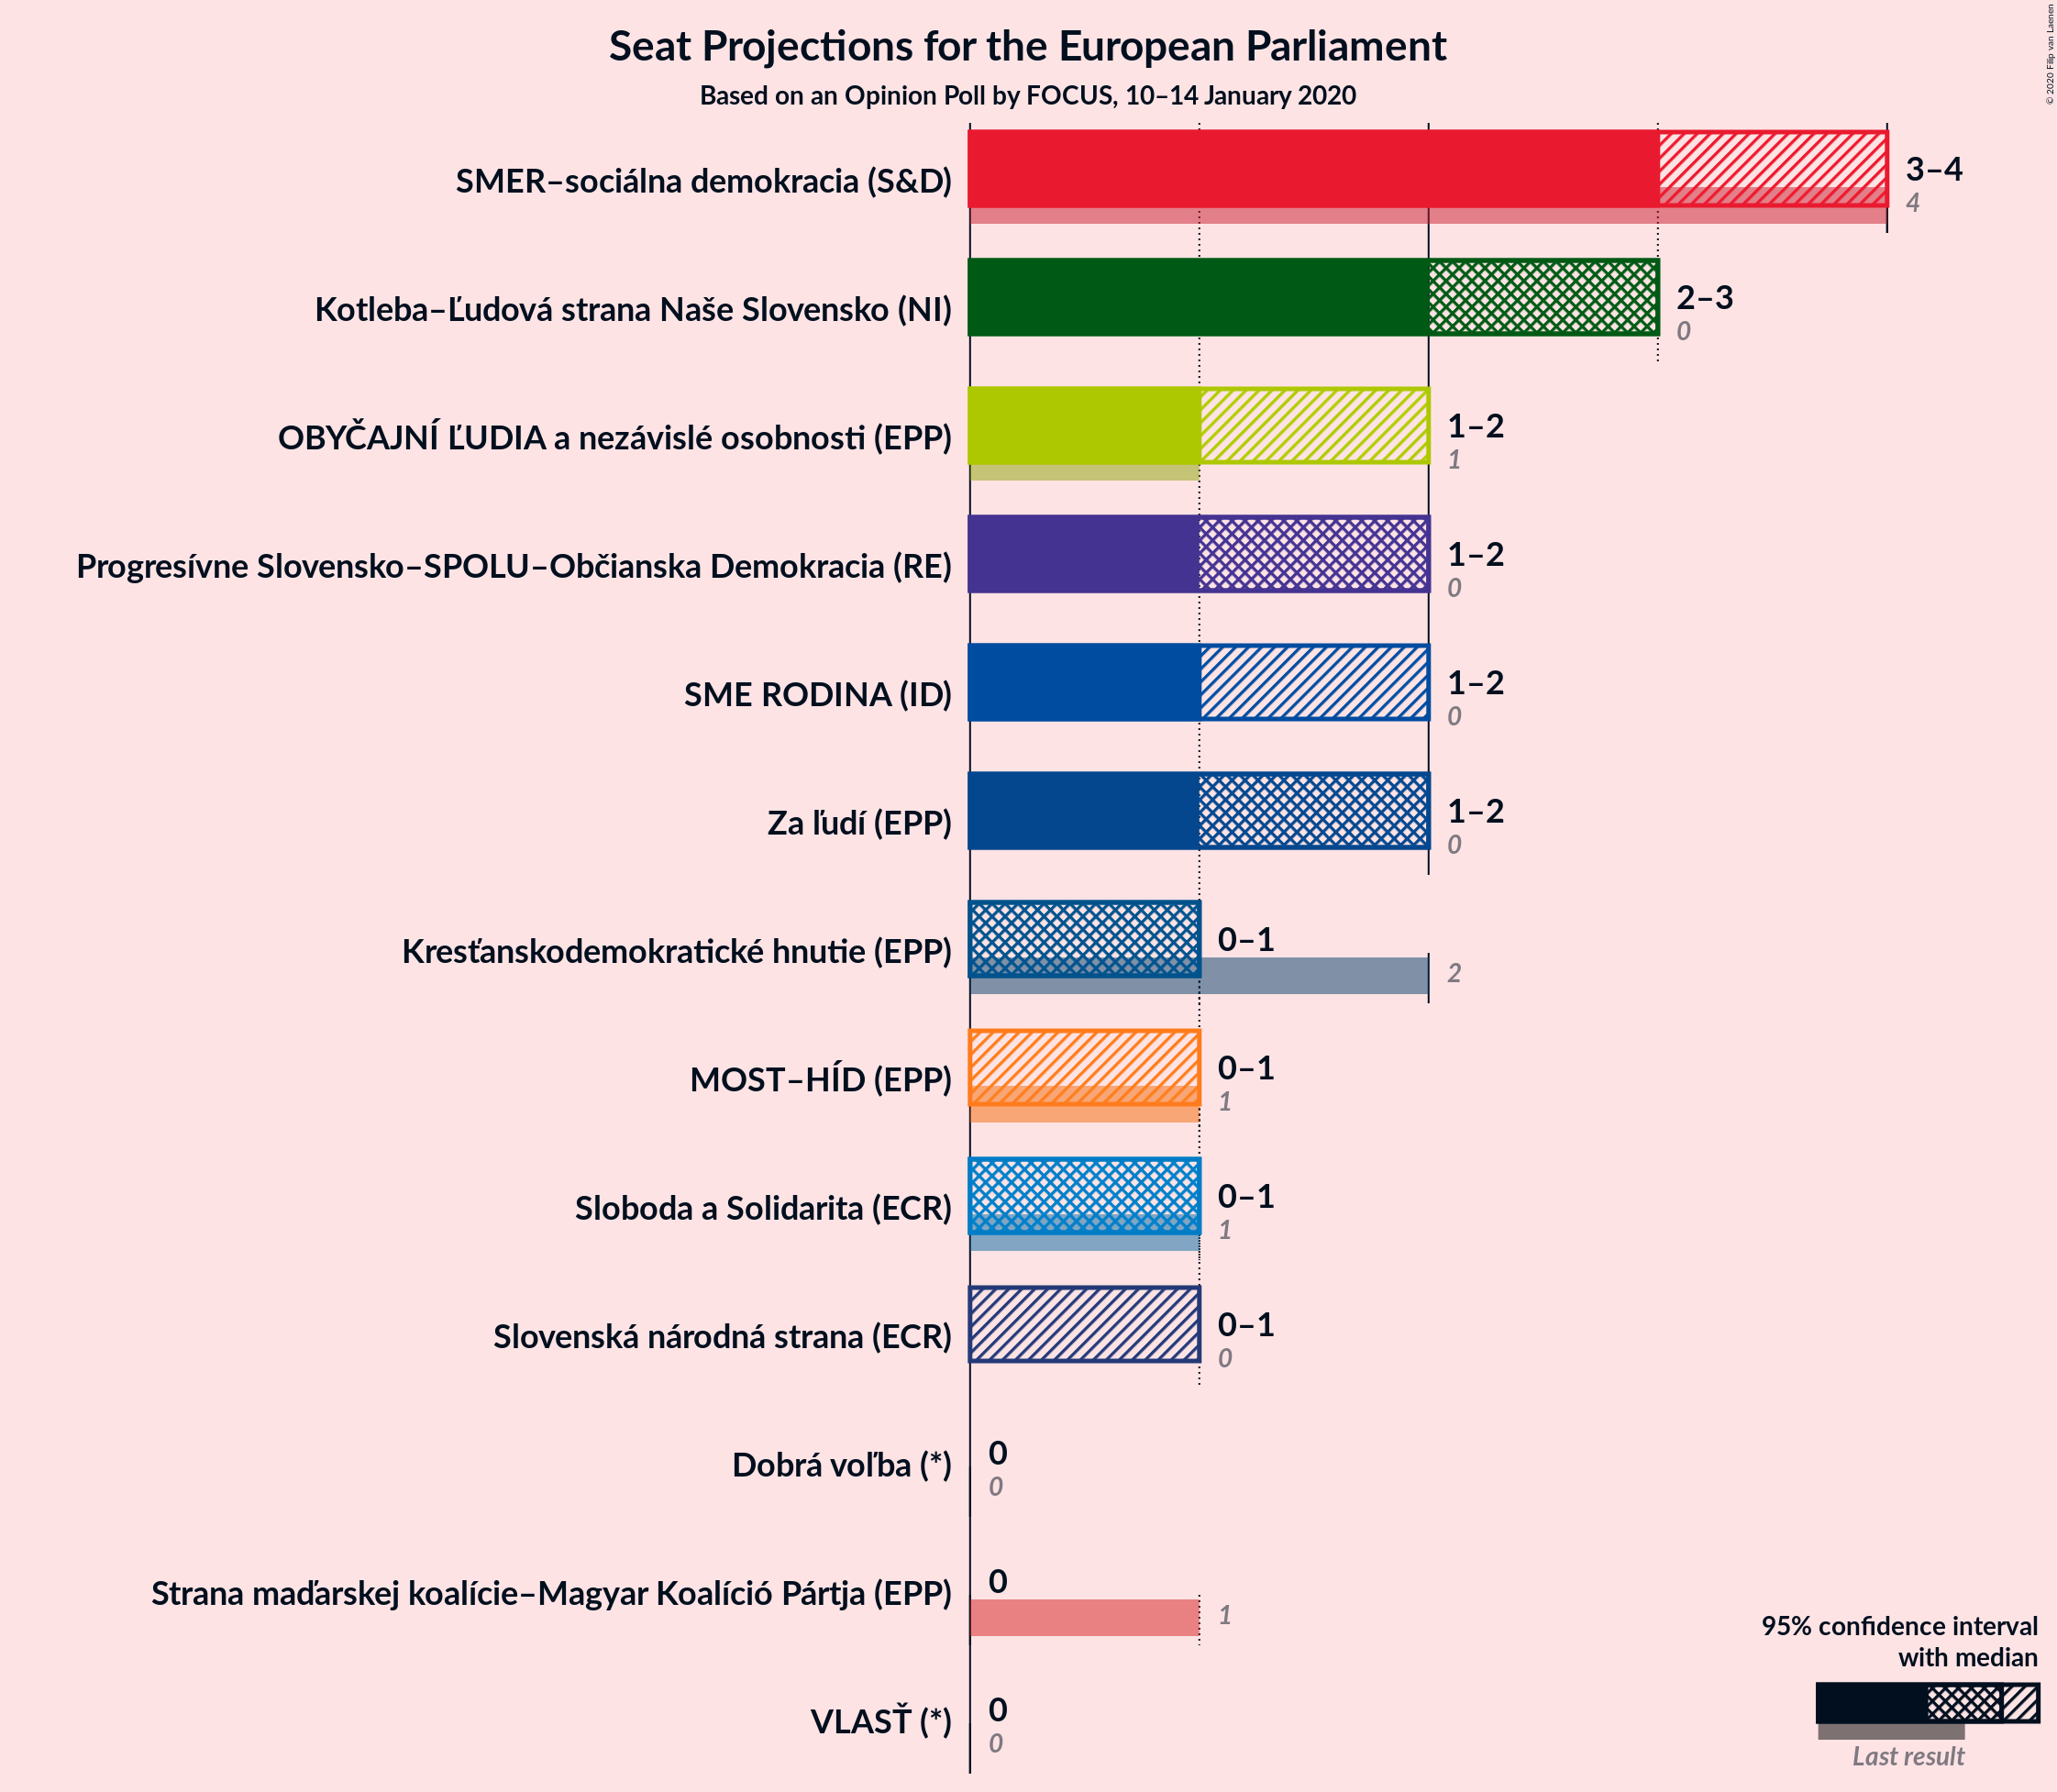 Seat Projections for the European Parliament
Based on an Opinion Poll by FOCUS, 10–14 January 2020
© 2020 Filip van Laenen
SMER–sociálna demokracia (S&D)
3–4
4
Kotleba–Ľudová strana Naše Slovensko (NI)
2–3
0
OBYČAJNÍ ĽUDIA a nezávislé osobnosti (EPP)
1–2
1
Progresívne Slovensko–SPOLU–Občianska Demokracia (RE)
1–2
0
SME RODINA (ID)
1–2
0
Za ľudí (EPP)
1–2
0
Kresťanskodemokratické hnutie (EPP)
0–1
2
MOST–HÍD (EPP)
0–1
1
Sloboda a Solidarita (ECR)
0–1
1
Slovenská národná strana (ECR)
0–1
0
Dobrá voľba (*)
0
0
Strana maďarskej koalície–Magyar Koalíció Pártja (EPP)
0
1
VLASŤ (*)
0
0
95% confidence interval
with median
Last result